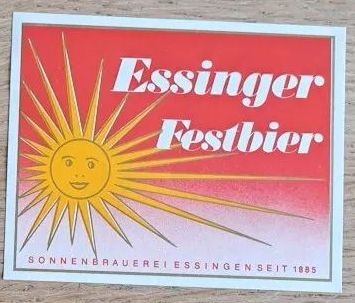 Essinger
Festbier
SONNENBRAUEREI ESSINGEN SEIT 1885